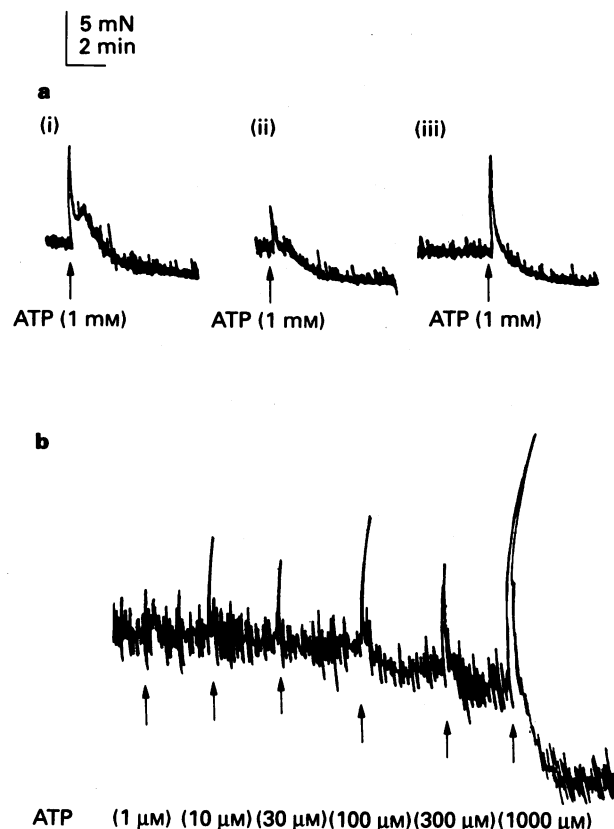 5 mN
2 min
a
(i) (ii) (iii)
ATP (1 mM) ATP (1 mM) ATP (1 mM)
b
ATP (1 µM) (10 µM) (30 µM) (100 µM) (300 µM) (1000 µM)